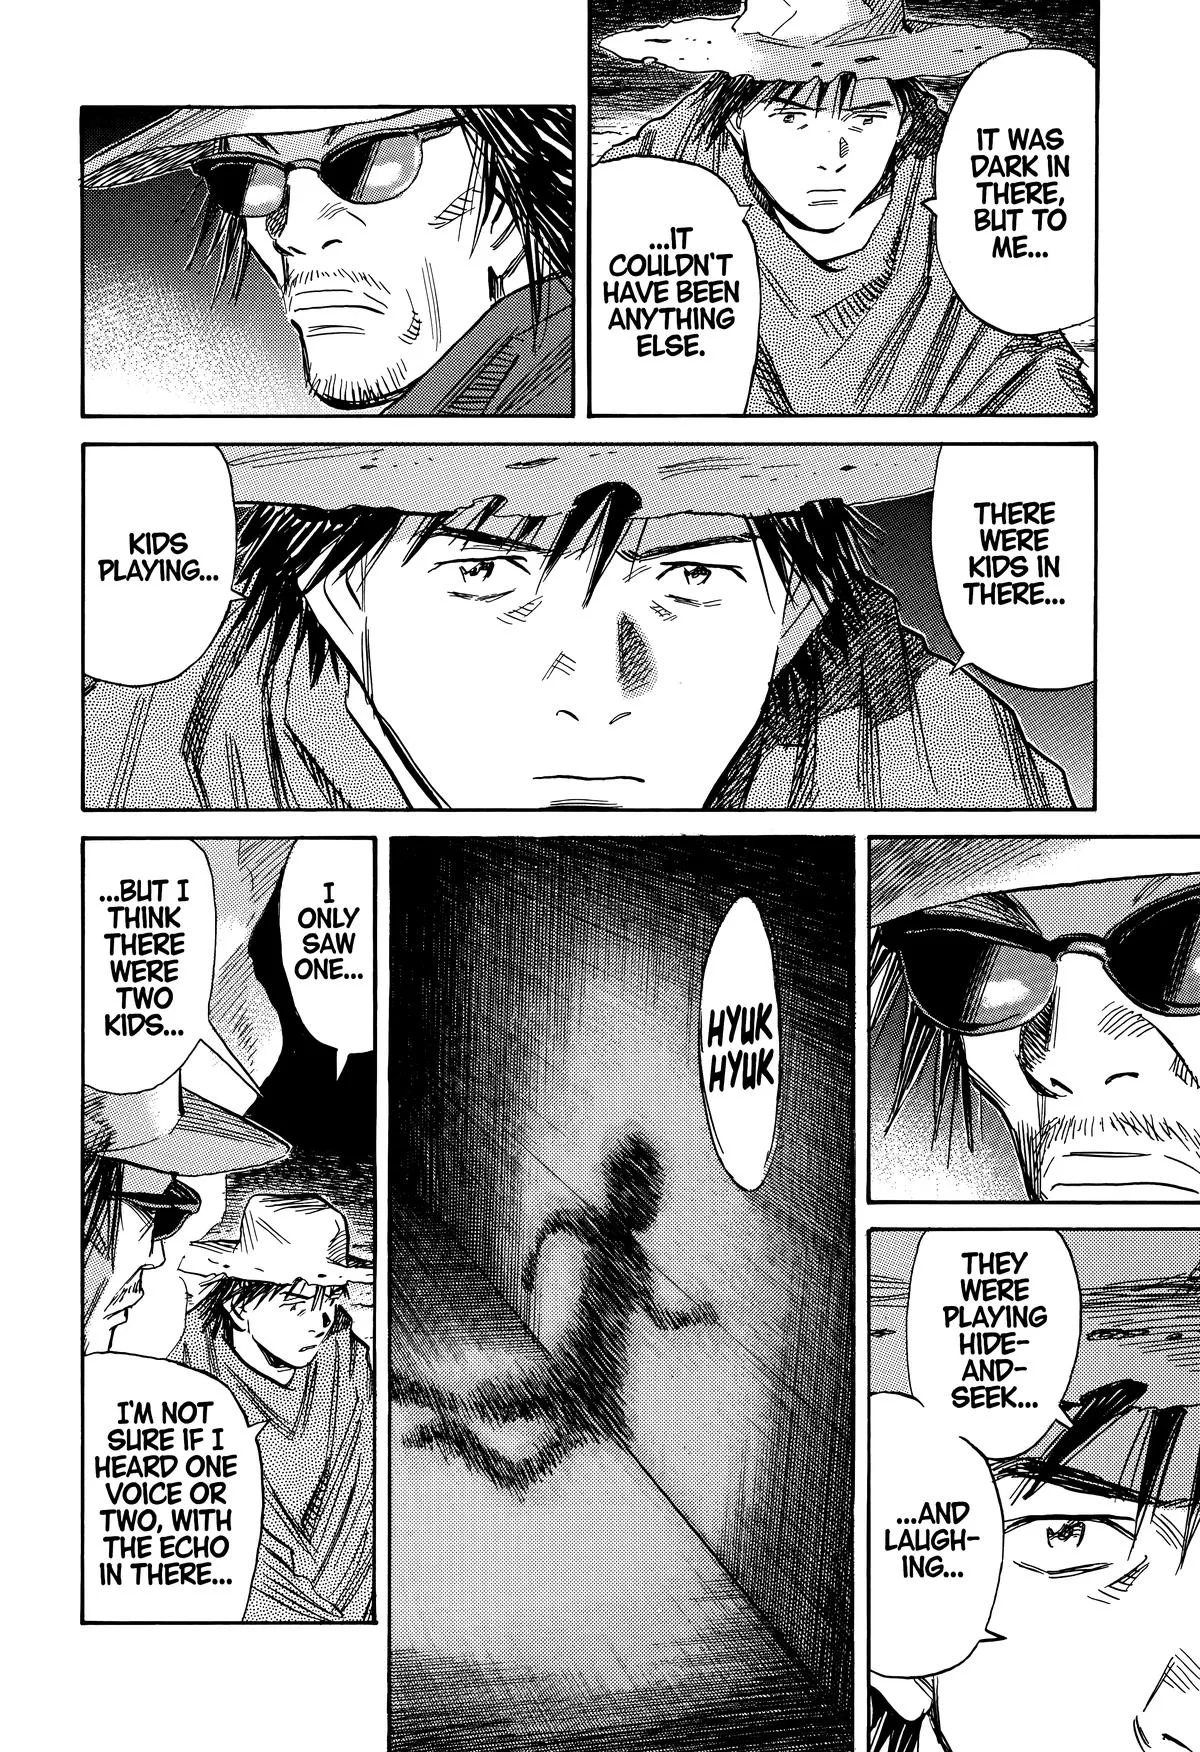 IT WAS
DARK IN
THERE,
BUT TO
ME...
...IT
COULDN'T
HAVE BEEN
ANYTHING
ELSE.
THERE
WERE
KIDS IN
THERE...
KIDS
PLAYING...
THEY
WERE
PLAYING
HIDE-
AND-
SEEK...
...AND
LAUGH-
ING...
HYUK
HYUK
I
ONLY
SAW
ONE...
...BUT I
THINK
THERE
WERE
TWO
KIDS...
I'M NOT
SURE IF I
HEARD ONE
VOICE OR
TWO, WITH
THE ECHO
IN THERE...